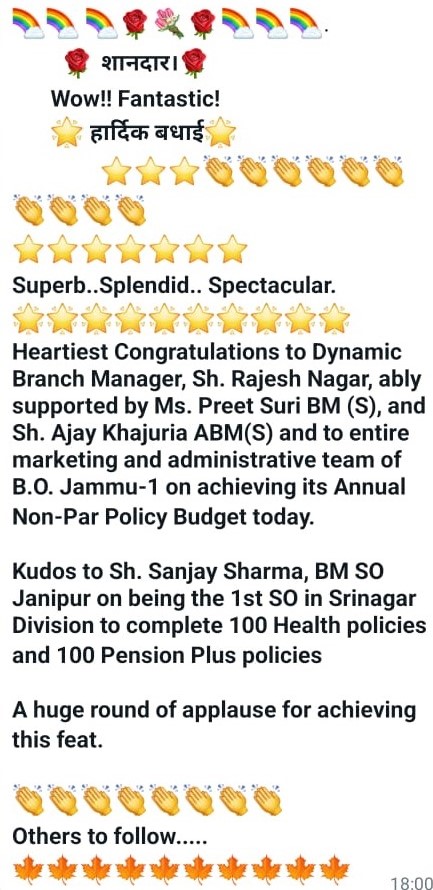 🌈🌈🌈🌹💐🌹🌈🌈🌈.
🌹 शानदार।🌹
Wow!! Fantastic!
🌟 हार्दिक बधाई🌟
⭐⭐⭐👏👏👏👏👏👏
👏👏👏👏
⭐⭐⭐⭐⭐⭐⭐
Superb..Splendid.. Spectacular.
🌟🌟🌟🌟🌟🌟🌟🌟🌟🌟
Heartiest Congratulations to Dynamic
Branch Manager, Sh. Rajesh Nagar, ably
supported by Ms. Preet Suri BM (S), and
Sh. Ajay Khajuria ABM(S) and to entire
marketing and administrative team of
B.O. Jammu-1 on achieving its Annual
Non-Par Policy Budget today.
Kudos to Sh. Sanjay Sharma, BM SO
Janipur on being the 1st SO in Srinagar
Division to complete 100 Health policies
and 100 Pension Plus policies
A huge round of applause for achieving
this feat.
👏👏👏👏👏👏👏👏
Others to follow.....
🍁🍁🍁🍁🍁🍁🍁🍁🍁🍁
18:00